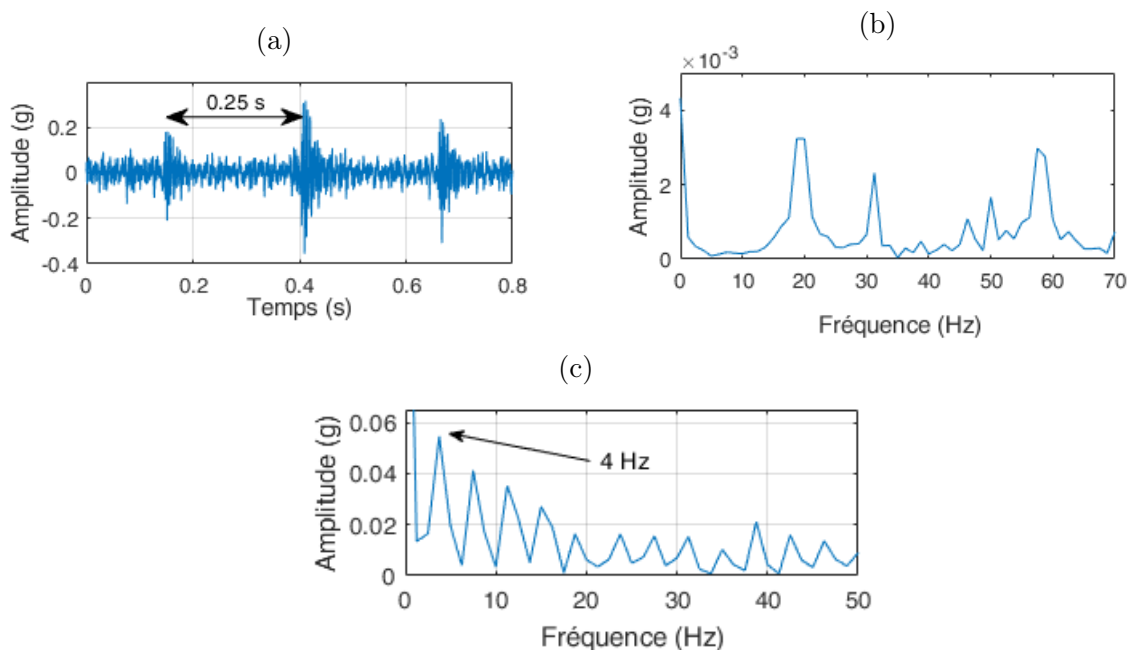 (a)
0.25 s
Amplitude (g)
0.2
0
-0.2
-0.4
0 0.2 0.4 0.6 0.8
Temps (s)
(b)
× 10⁻³
Amplitude (g)
4
2
0
0 10 20 30 40 50 60 70
Fréquence (Hz)
(c)
Amplitude (g)
0.06
0.04
0.02
0
4 Hz
0 10 20 30 40 50
Fréquence (Hz)